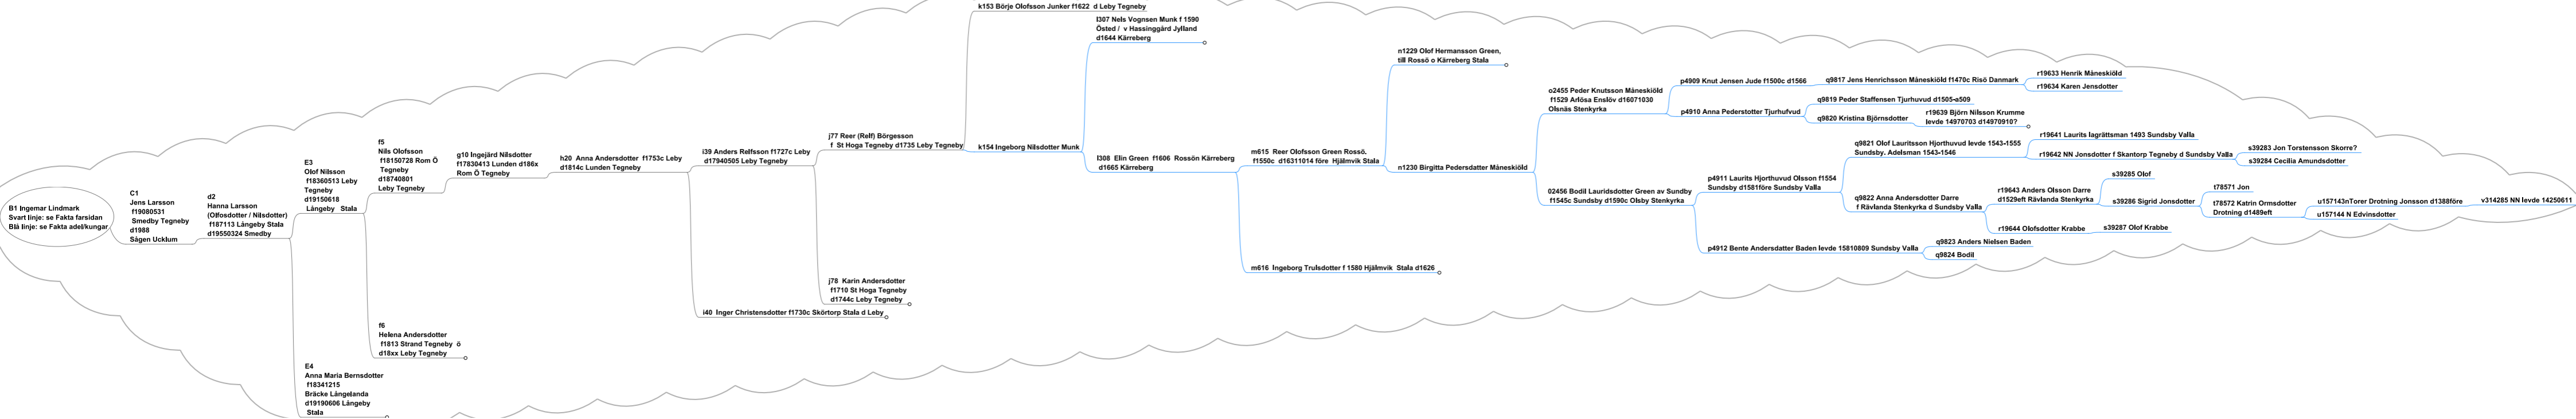 B1 Ingemar Lindmark
Svart linje: se Fakta farsidan
Blå linje: se Fakta adel/kungar
C1
Jens Larsson
f19080531
Smedby Tegneby
d1988
Sågen Ucklum
d2
Hanna Larsson
(Olfosdotter / Nilsdotter)
f187113 Långeby Stala
d19550324 Smedby
E3
Olof Nilsson
f18360513 Leby
Tegneby
d19150618
Långeby Stala
E4
Anna Maria Bernsdotter
f18341215
Bräcke Långelanda
d19190606 Långeby
Stala
f5
Nils Olofsson
f18150728 Rom Ö
Tegneby
d18740801
Leby Tegneby
f6
Helena Andersdotter
f1813 Strand Tegneby ö
d18xx Leby Tegneby
g10 Ingejärd Nilsdotter
f17830413 Lunden d186x
Rom Ö Tegneby
h20 Anna Andersdotter f1753c Leby
d1814c Lunden Tegneby
i39 Anders Relfsson f1727c Leby
d17940505 Leby Tegneby
i40 Inger Christensdotter f1730c Skörtorp Stala d Leby
j77 Reer (Relf) Börgesson
f St Hoga Tegneby d1735 Leby Tegneby
j78 Karin Andersdotter
f1710 St Hoga Tegneby
d1744c Leby Tegneby
k153 Börje Olofsson Junker f1622 d Leby Tegneby
k154 Ingeborg Nilsdotter Munk
l307 Nels Vognsen Munk f 1590
Östed / v Hassinggård Jylland
d1644 Kärreberg
l308 Elin Green f1606 Rossön Kärreberg
d1665 Kärreberg
m615 Reer Olofsson Green Rossö.
f1550c d16311014 före Hjälmvik Stala
m616 Ingeborg Trulsdotter f 1580 Hjälmvik Stala d1626
n1229 Olof Hermansson Green,
till Rossö o Kärreberg Stala
n1230 Birgitta Pedersdatter Måneskiöld
o2455 Peder Knutsson Måneskiöld
f1529 Arlösa Enslöv d16071030
Olsnäs Stenkyrka
02456 Bodil Lauridsdotter Green av Sundby
f1545c Sundsby d1590c Olsby Stenkyrka
p4909 Knut Jensen Jude f1500c d1566
p4910 Anna Pederstotter Tjurhufvud
p4911 Laurits Hjorthuvud Olsson f1554
Sundsby d1581före Sundsby Valla
p4912 Bente Andersdatter Baden levde 15810809 Sundsby Valla
q9817 Jens Henrichsson Måneskiöld f1470c Risö Danmark
q9819 Peder Staffensen Tjurhuvud d1505-a509
q9820 Kristina Björnsdotter
q9821 Olof Lauritsson Hjorthuvud levde 1543-1555
Sundsby. Adelsman 1543-1546
q9822 Anna Andersdotter Darre
f Rävlanda Stenkyrka d Sundsby Valla
q9823 Anders Nielsen Baden
q9824 Bodil
r19633 Henrik Måneskiöld
r19634 Karen Jensdotter
r19639 Björn Nilsson Krumme
levde 14970703 d14970910?
r19641 Laurits lagrättsman 1493 Sundsby Valla
r19642 NN Jonsdotter f Skantorp Tegneby d Sundsby Valla
r19643 Anders Olsson Darre
d1529eft Rävlanda Stenkyrka
r19644 Olofsdotter Krabbe
s39283 Jon Torstensson Skorre?
s39284 Cecilia Amundsdotter
s39285 Olof
s39286 Sigrid Jonsdotter
s39287 Olof Krabbe
t78571 Jon
t78572 Katrin Ormsdotter
Drotning d1489eft
u157143nTorer Drotning Jonsson d1388före
u157144 N Edvinsdotter
v314285 NN levde 14250611